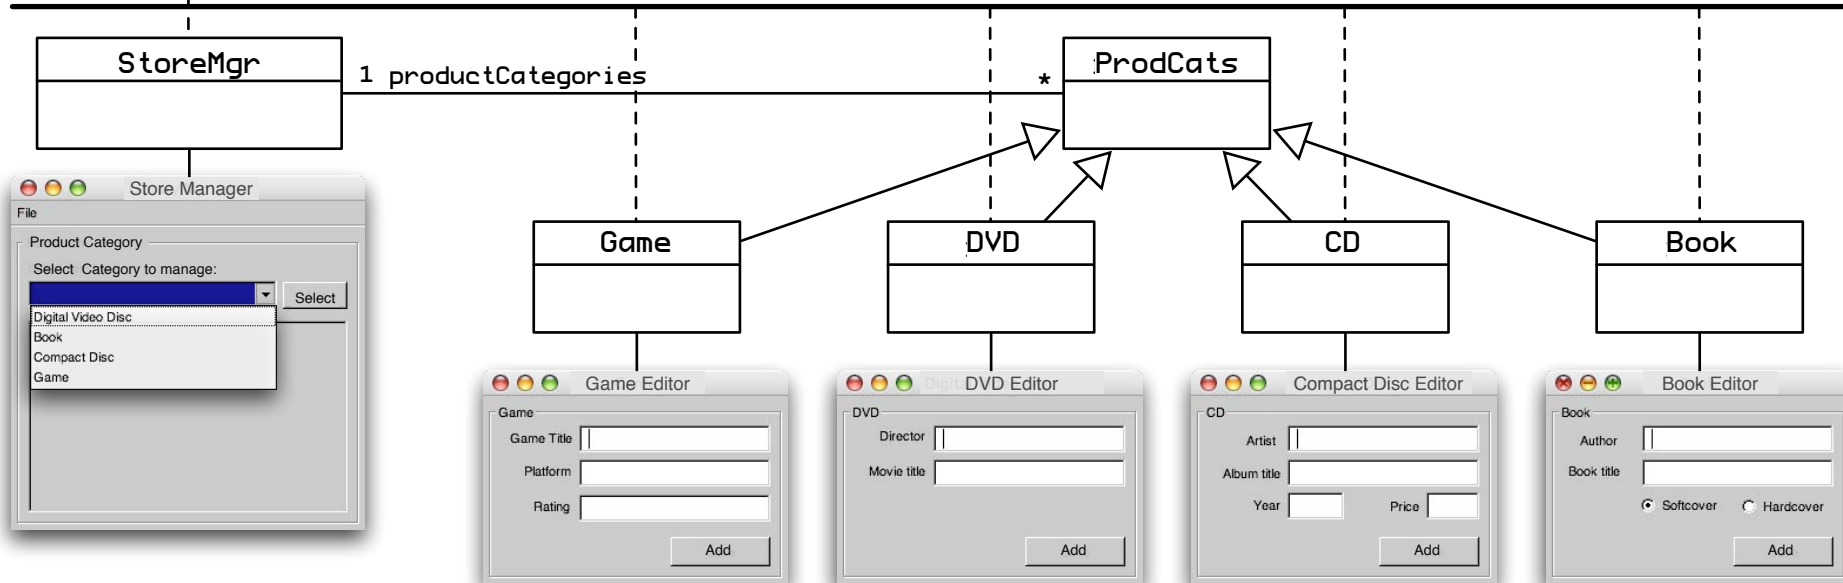 StoreMgr
1 productCategories *
ProdCats
Store Manager
File
Product Category
Select Category to manage:
Select
Digital Video Disc
Book
Compact Disc
Game
Game
DVD
CD
Book
Game Editor
Game
Game Title
Platform
Rating
Add
DVD Editor
DVD
Director
Movie title
Add
Compact Disc Editor
CD
Artist
Album title
Year Price
Add
Book Editor
Book
Author
Book title
Softcover Hardcover
Add